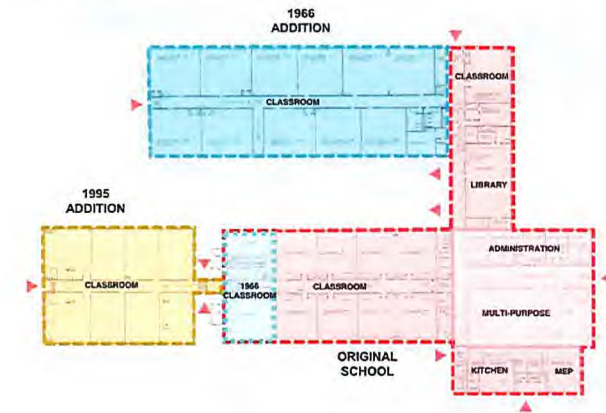 1966
ADDITION
CLASSROOM
CLASSROOM
LIBRARY
1995
ADDITION
ADMINISTRATION
CLASSROOM
1966
CLASSROOM
CLASSROOM
MULTI-PURPOSE
ORIGINAL
SCHOOL
KITCHEN
MEP